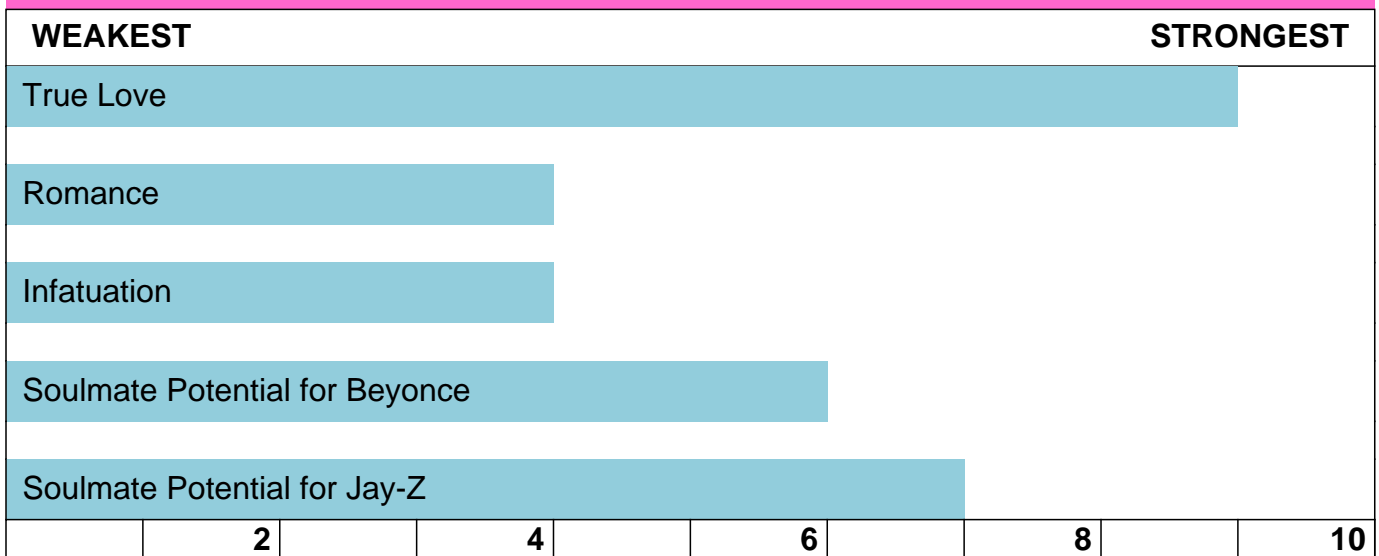 WEAKEST STRONGEST
True Love
Romance
Infatuation
Soulmate Potential for Beyonce
Soulmate Potential for Jay-Z
2 4 6 8 10